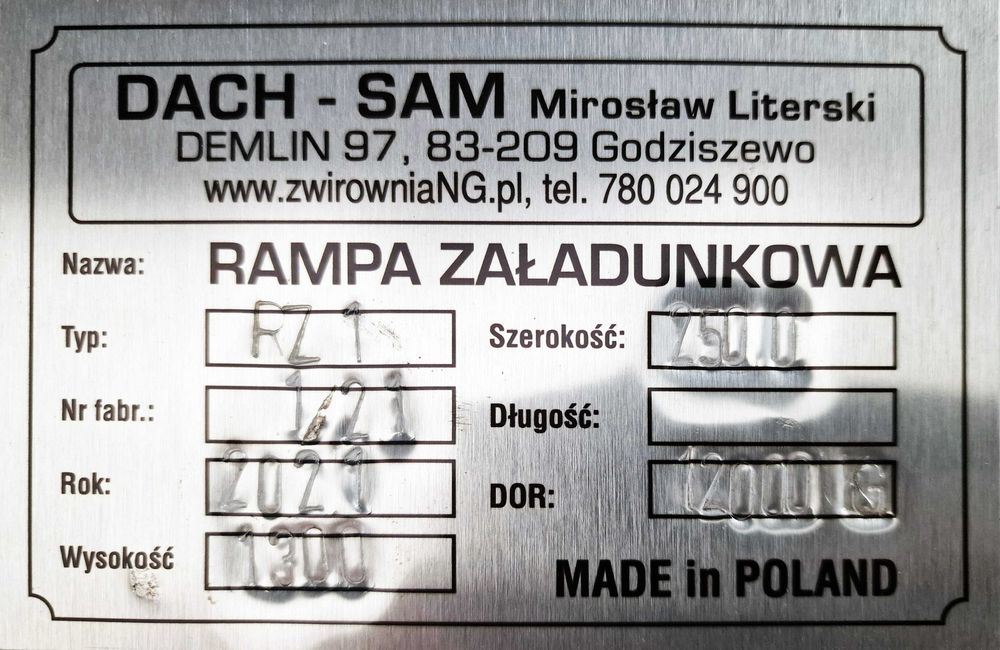 DACH - SAM Mirosław Literski
DEMLIN 97, 83-209 Godziszewo
www.zwirowniaNG.pl, tel. 780 024 900
Nazwa: RAMPA ZAŁADUNKOWA
Typ: RZ 1 Szerokość: 2500
Nr fabr.: 1/21 Długość:
Rok: 2021 DOR: 12000
Wysokość 1300
MADE in POLAND